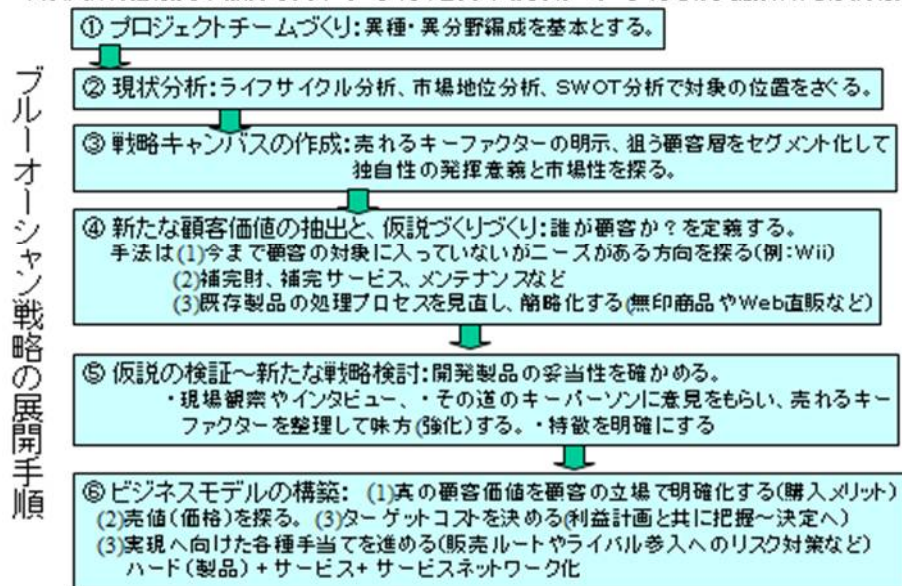 ① プロジェクトチームづくり:異種・異分野編成を基本とする。
② 現状分析:ライフサイクル分析、市場地位分析、SWOT分析で対象の位置をさぐる。
③ 戦略キャンバスの作成:売れるキーファクターの明示、狙う顧客層をセグメント化して
独自性の発揮意義と市場性を探る。
④ 新たな顧客価値の抽出と、仮説づくりづくり:誰が顧客か?を定義する。
手法は(1)今まで顧客の対象に入っていないがニーズがある方向を探る(例:Wii)
(2)補完財、補完サービス、メンテナンスなど
(3)既存製品の処理プロセスを見直し、簡略化する(無印商品やWeb直販など)
⑤ 仮説の検証～新たな戦略検討:開発製品の妥当性を確かめる。
・現場観察やインタビュー、・その道のキーパーソンに意見をもらい、売れるキー
ファクターを整理して味方(強化)する。・特徴を明確にする
⑥ ビジネスモデルの構築: (1)真の顧客価値を顧客の立場で明確化する(購入メリット)
(2)売値(価格)を探る。(3)ターゲットコストを決める(利益計画と共に把握～決定へ)
(3)実現へ向けた各種手当てを進める(販売ルートやライバル参入へのリスク対策など)
ハード(製品)+サービス+サービスネットワーク化
ブルーオーシャン戦略の展開手順